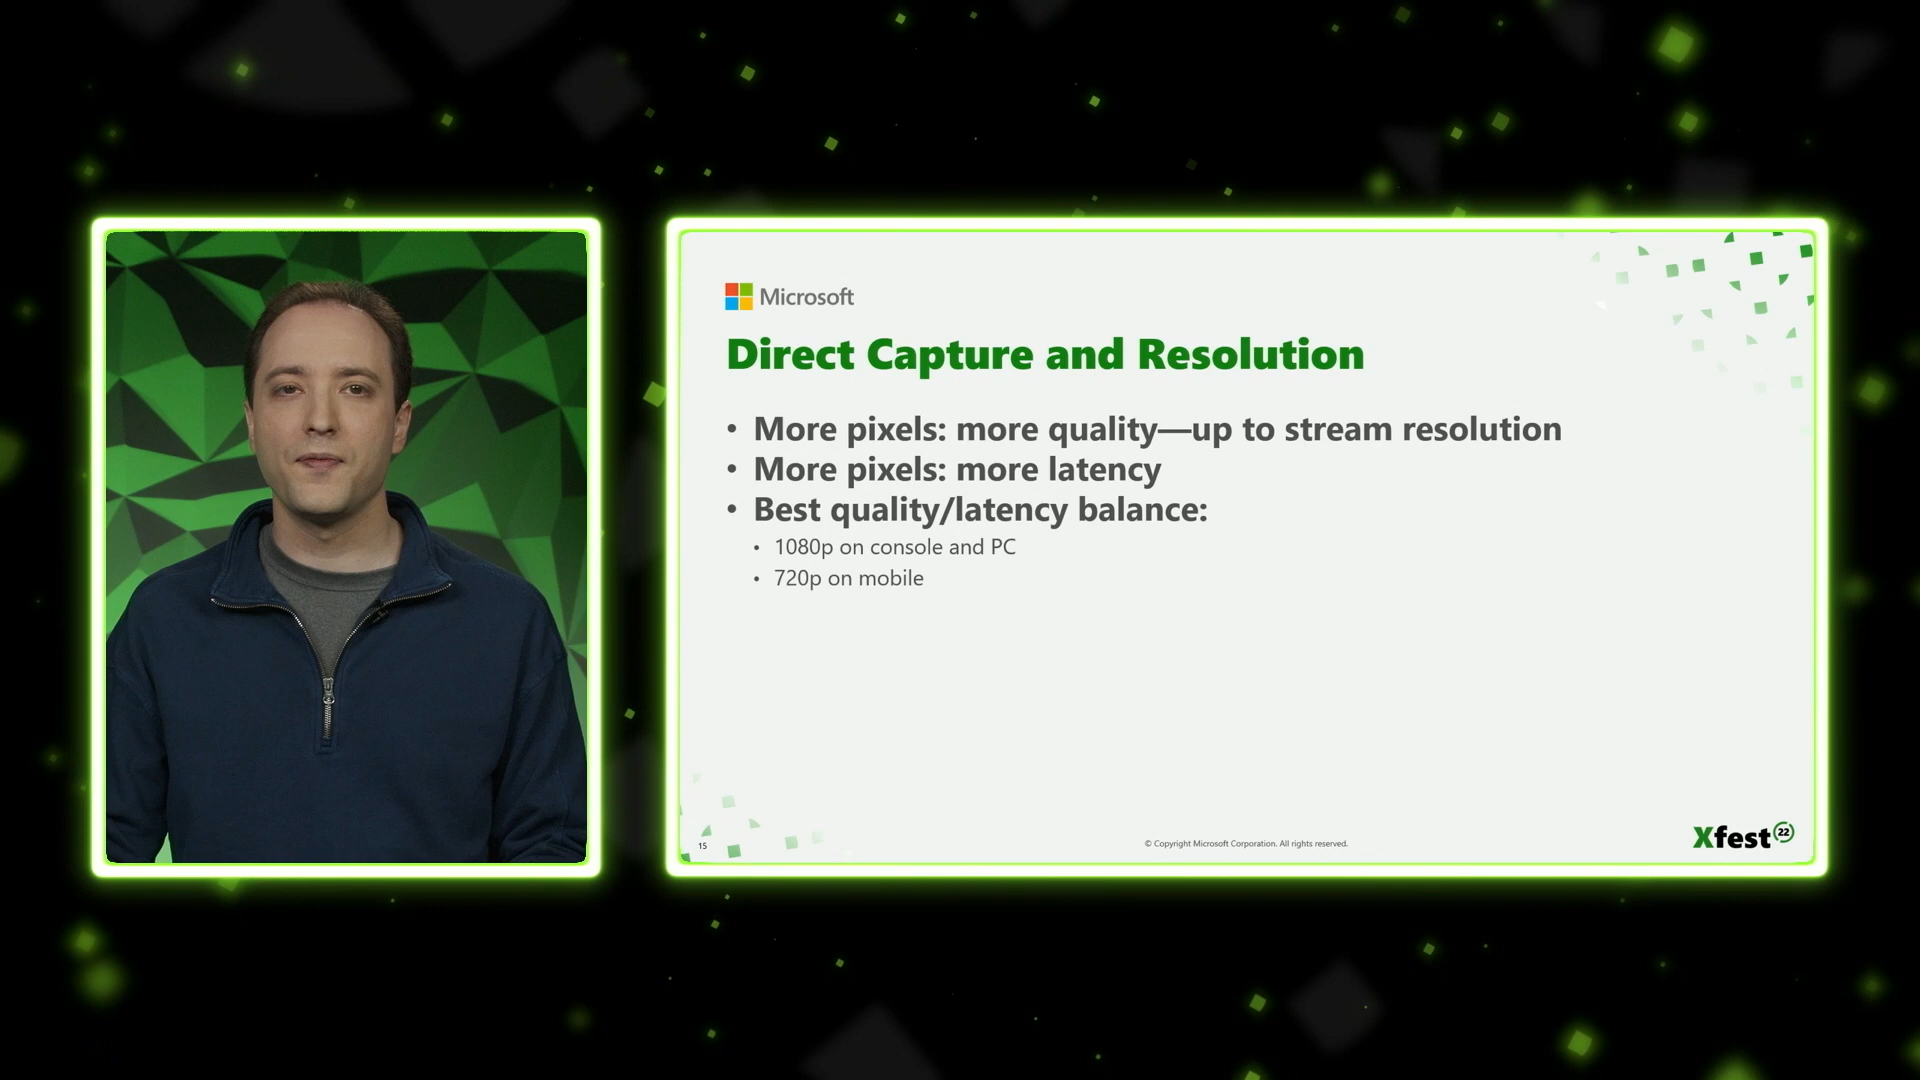 Microsoft
Direct Capture and Resolution
• More pixels: more quality—up to stream resolution
• More pixels: more latency
• Best quality/latency balance:
• 1080p on console and PC
• 720p on mobile
15
© Copyright Microsoft Corporation. All rights reserved.
Xfest 22